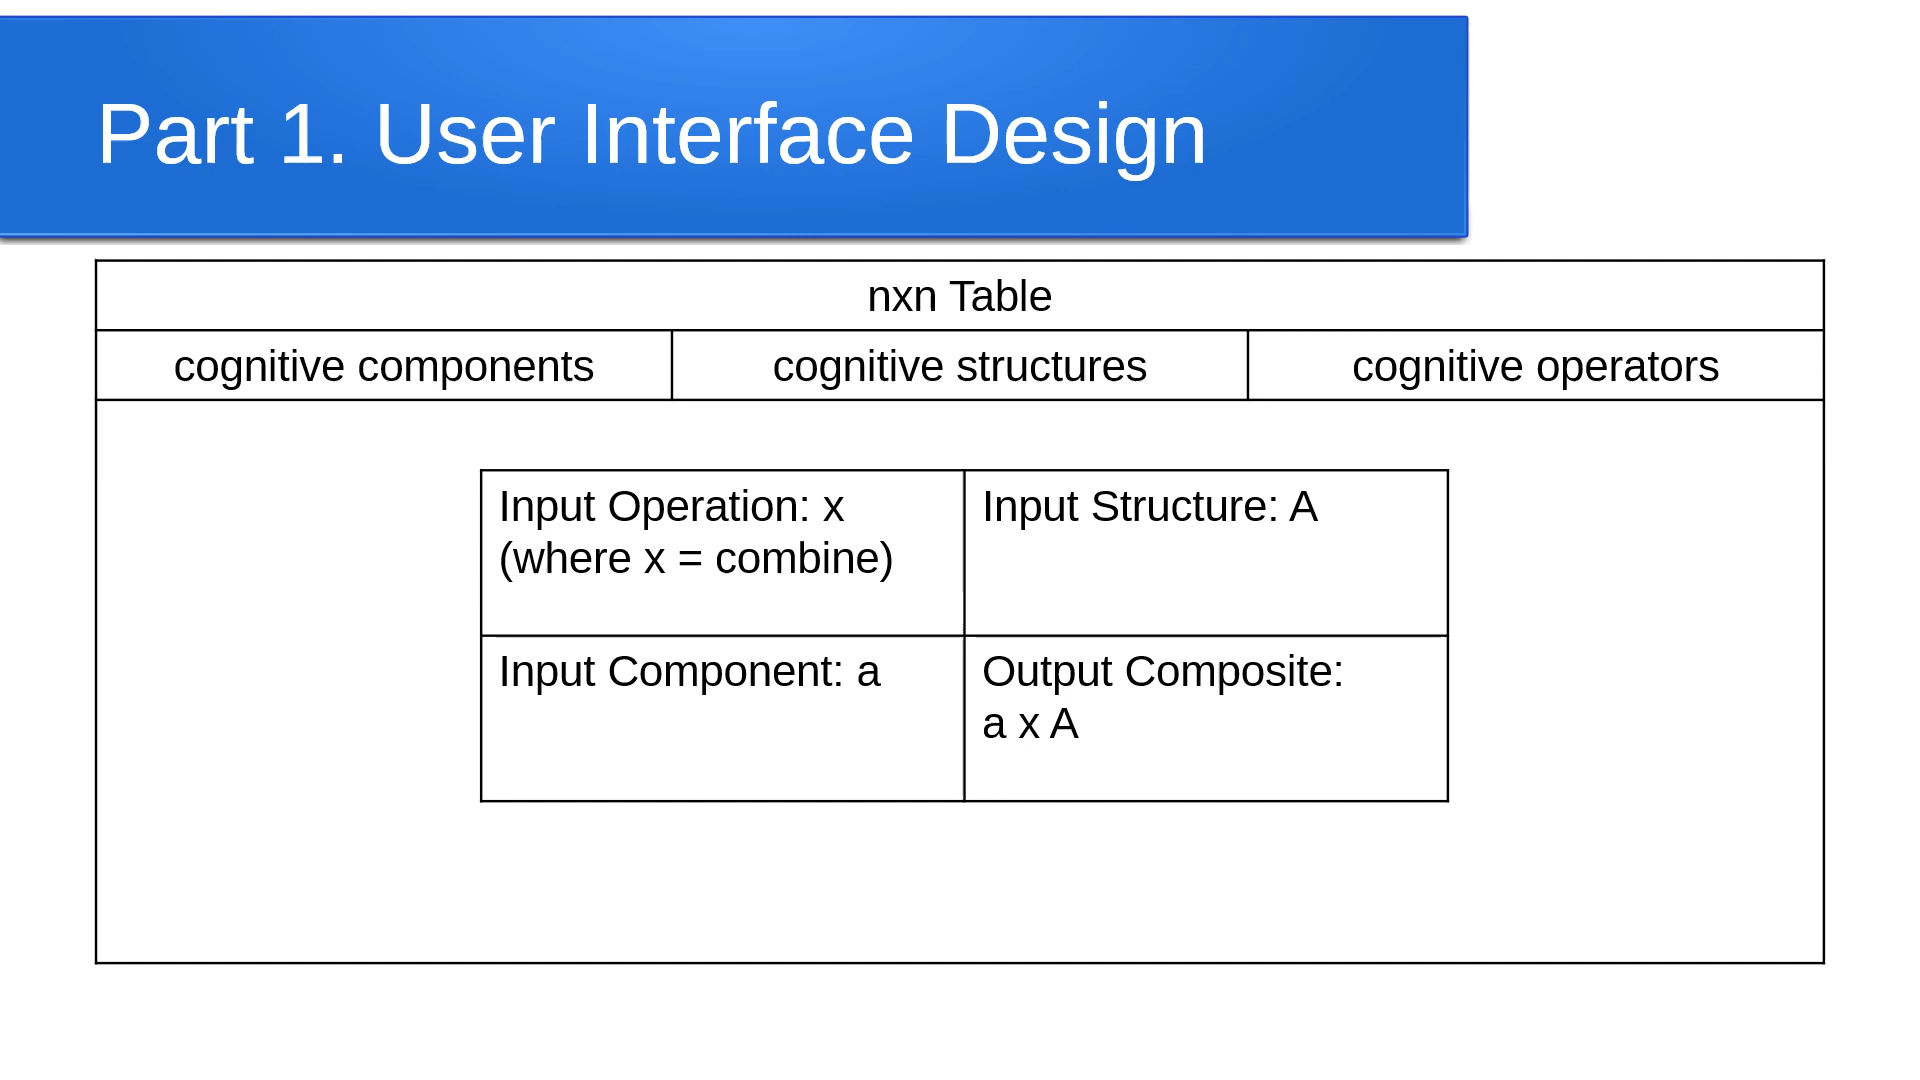 Part 1. User Interface Design
nxn Table
cognitive components
cognitive structures
cognitive operators
Input Operation: x
(where x = combine)
Input Structure: A
Input Component: a
Output Composite:
a x A